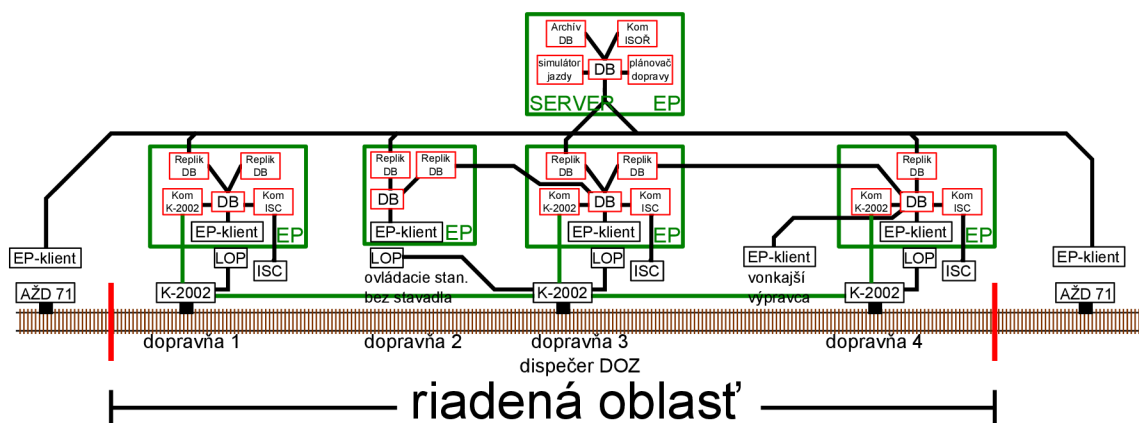 Archív
DB
Kom
ISOŘ
simulátor
jazdy
DB
plánovač
dopravy
SERVER
EP
Replik
DB
Replik
DB
Kom
K-2002
DB
Kom
ISC
EP-klient
EP
Replik
DB
Replik
DB
DB
EP-klient
EP
Replik
DB
Replik
DB
Kom
K-2002
DB
Kom
ISC
EP-klient
EP
Replik
DB
Kom
K-2002
DB
Kom
ISC
EP-klient
EP
EP-klient
LOP
ISC
LOP
ovládacie stan.
bez stavadla
LOP
ISC
EP-klient
vonkajší
výpravca
LOP
ISC
EP-klient
AŽD 71
K-2002
K-2002
K-2002
AŽD 71
dopravňa 1
dopravňa 2
dopravňa 3
dispečer DOZ
dopravňa 4
riadená oblasť